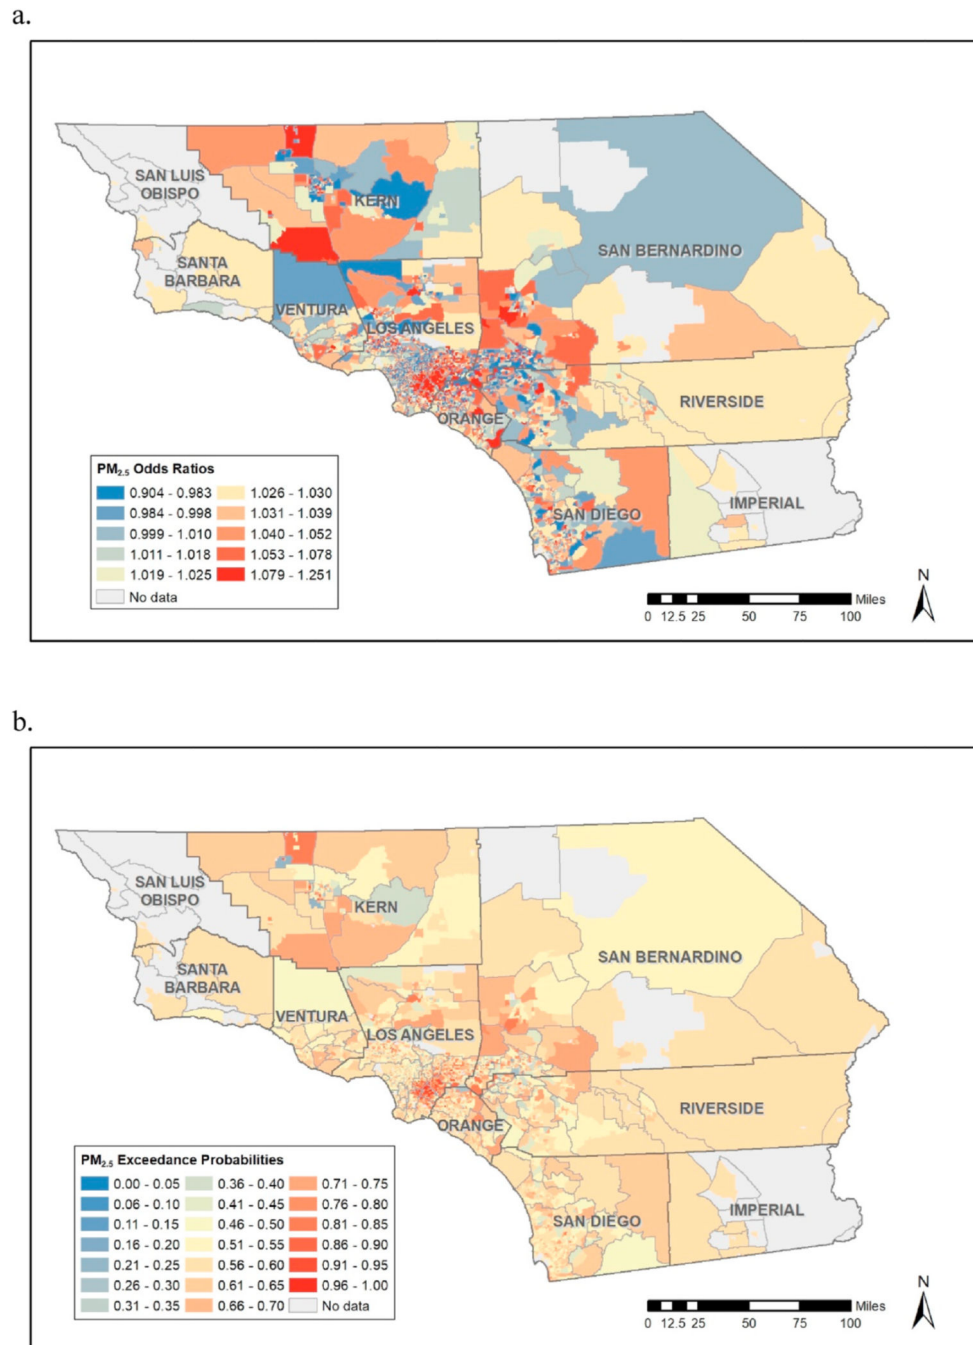 a.
SAN LUIS
OBISPO
KERN
SAN BERNARDINO
SANTA
BARBARA
VENTURA
LOS ANGELES
RIVERSIDE
ORANGE
IMPERIAL
SAN DIEGO
PM2.5 Odds Ratios
0.904 - 0.983 1.026 - 1.030
0.984 - 0.998 1.031 - 1.039
0.999 - 1.010 1.040 - 1.052
1.011 - 1.018 1.053 - 1.078
1.019 - 1.025 1.079 - 1.251
No data
N
Miles
0 12.5 25 50 75 100
b.
SAN LUIS
OBISPO
KERN
SAN BERNARDINO
SANTA
BARBARA
VENTURA
LOS ANGELES
RIVERSIDE
ORANGE
IMPERIAL
SAN DIEGO
PM2.5 Exceedance Probabilities
0.00 - 0.05 0.36 - 0.40 0.71 - 0.75
0.06 - 0.10 0.41 - 0.45 0.76 - 0.80
0.11 - 0.15 0.46 - 0.50 0.81 - 0.85
0.16 - 0.20 0.51 - 0.55 0.86 - 0.90
0.21 - 0.25 0.56 - 0.60 0.91 - 0.95
0.26 - 0.30 0.61 - 0.65 0.96 - 1.00
0.31 - 0.35 0.66 - 0.70 No data
N
Miles
0 12.5 25 50 75 100